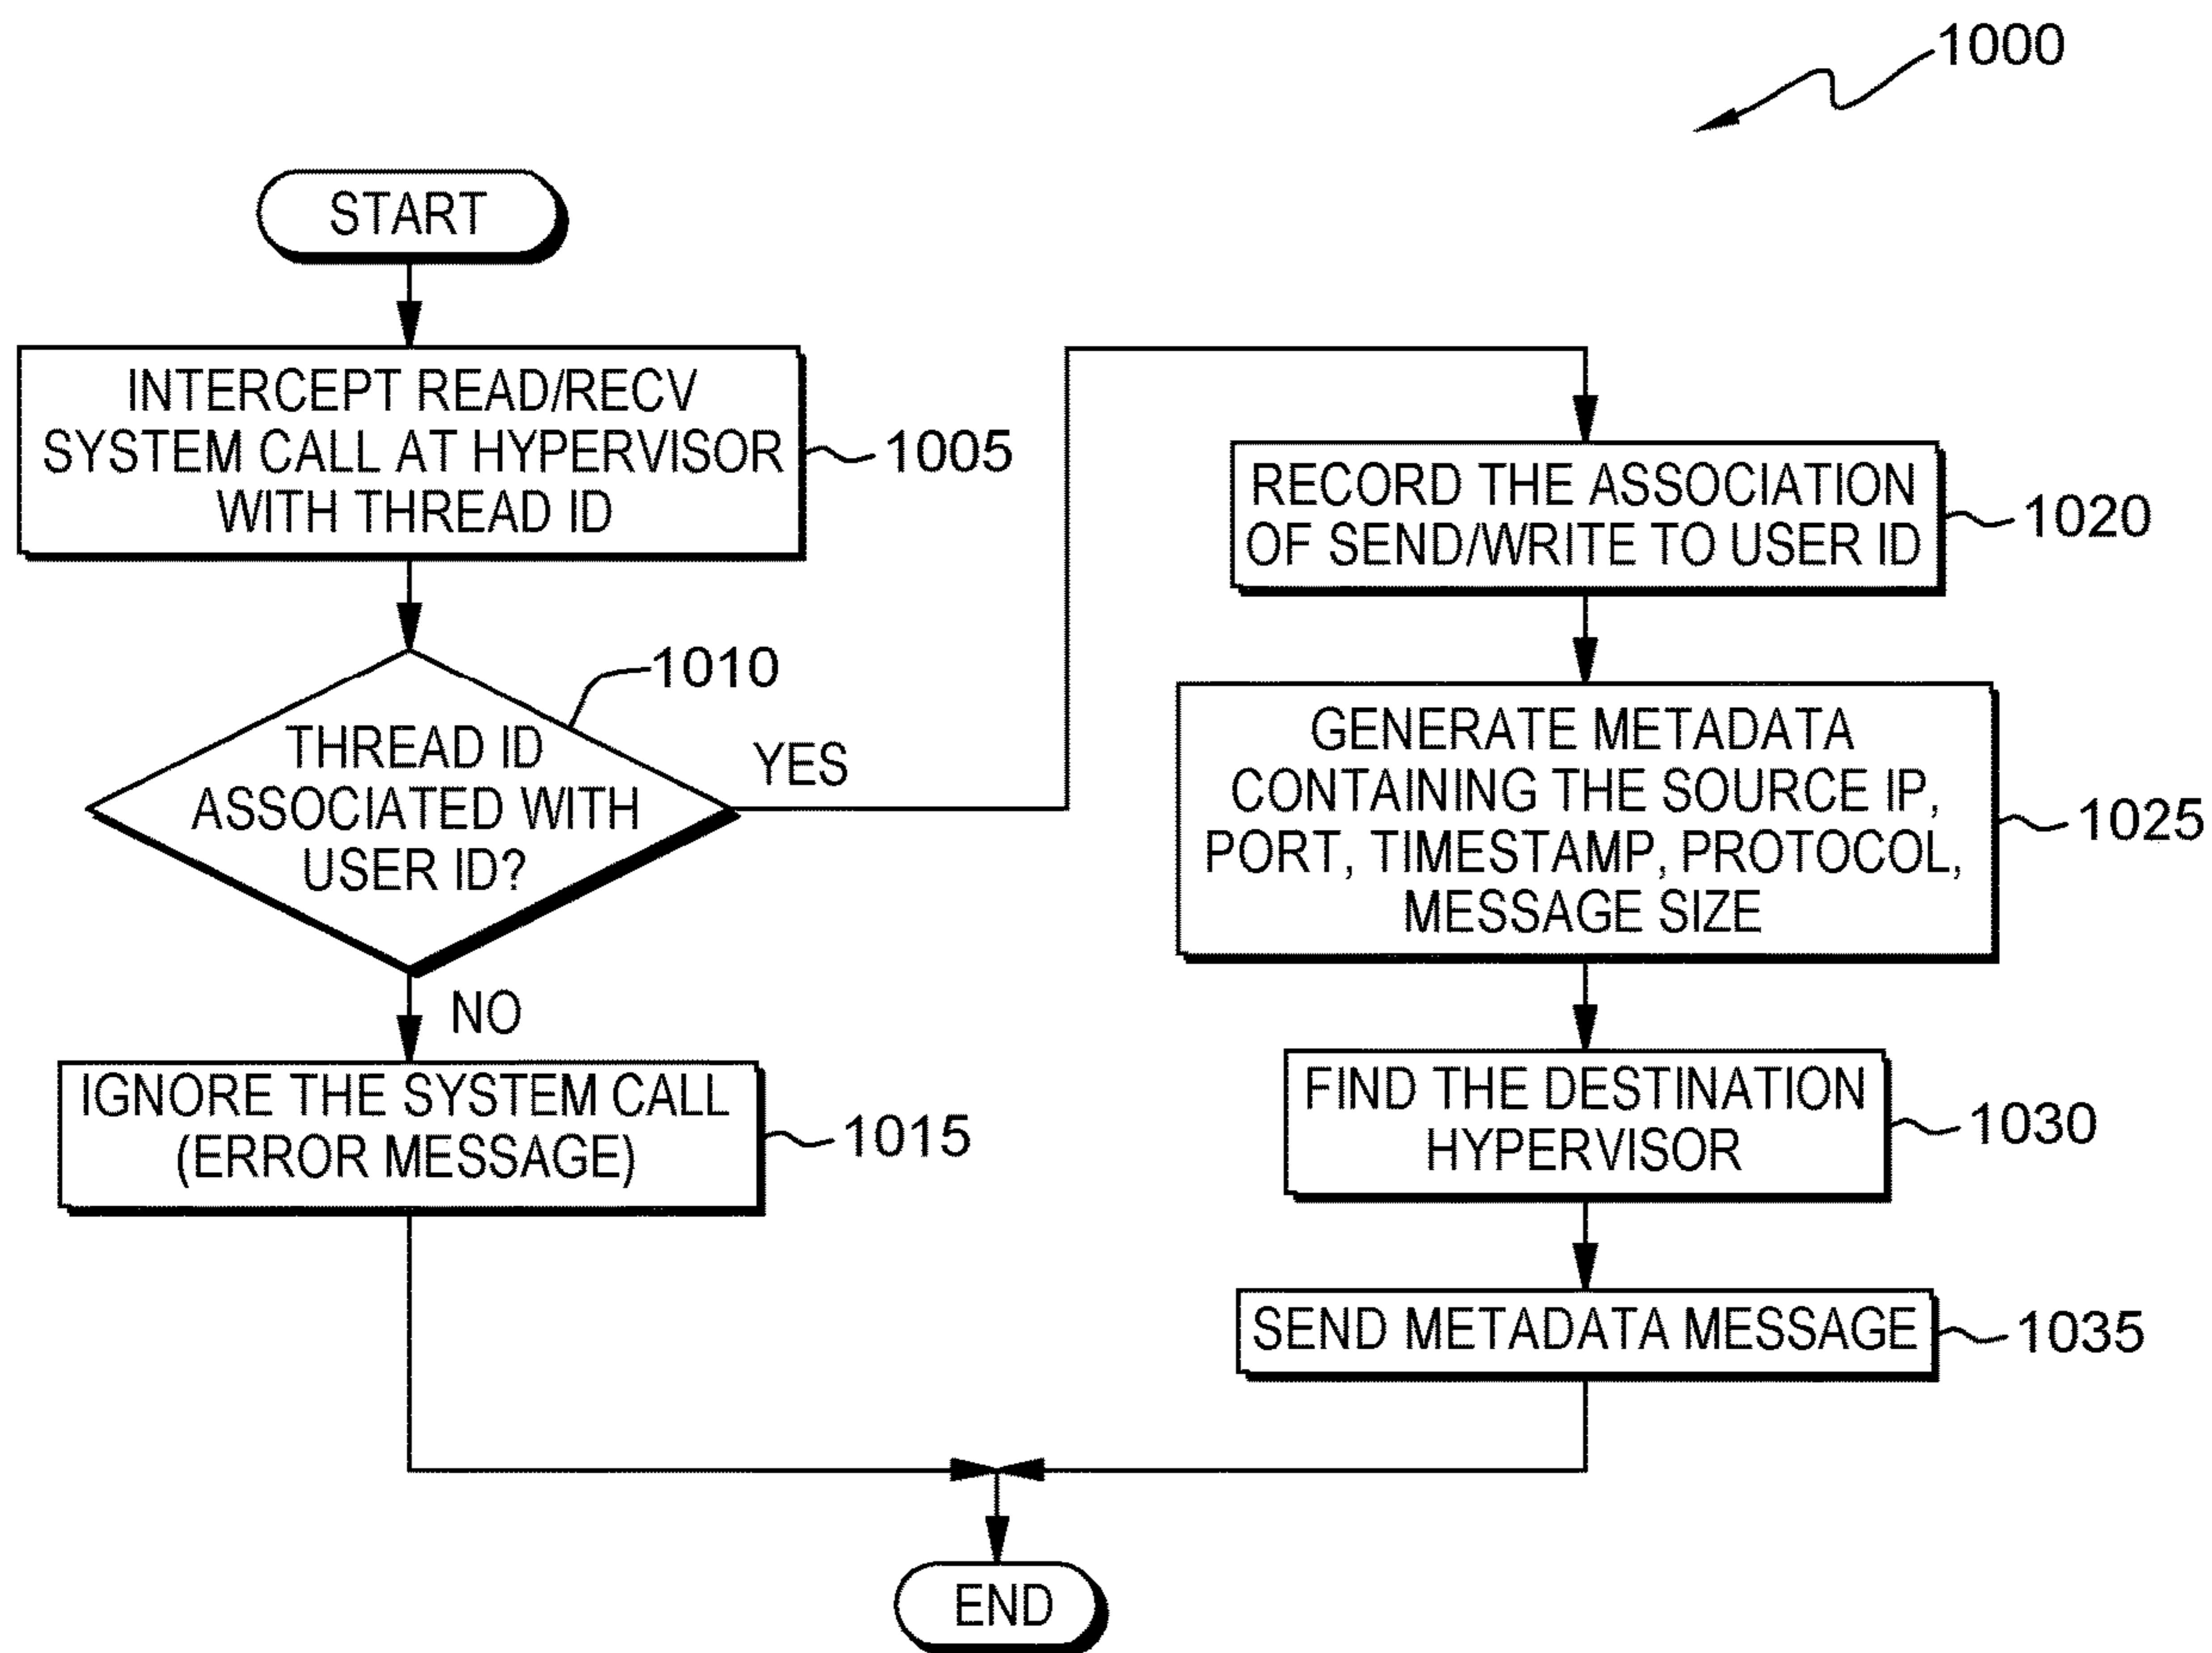 1000
START
INTERCEPT READ/RECV
SYSTEM CALL AT HYPERVISOR
WITH THREAD ID
1005
1010
THREAD ID
ASSOCIATED WITH
USER ID?
YES
NO
IGNORE THE SYSTEM CALL
(ERROR MESSAGE)
1015
RECORD THE ASSOCIATION
OF SEND/WRITE TO USER ID
1020
GENERATE METADATA
CONTAINING THE SOURCE IP,
PORT, TIMESTAMP, PROTOCOL,
MESSAGE SIZE
1025
FIND THE DESTINATION
HYPERVISOR
1030
SEND METADATA MESSAGE
1035
END